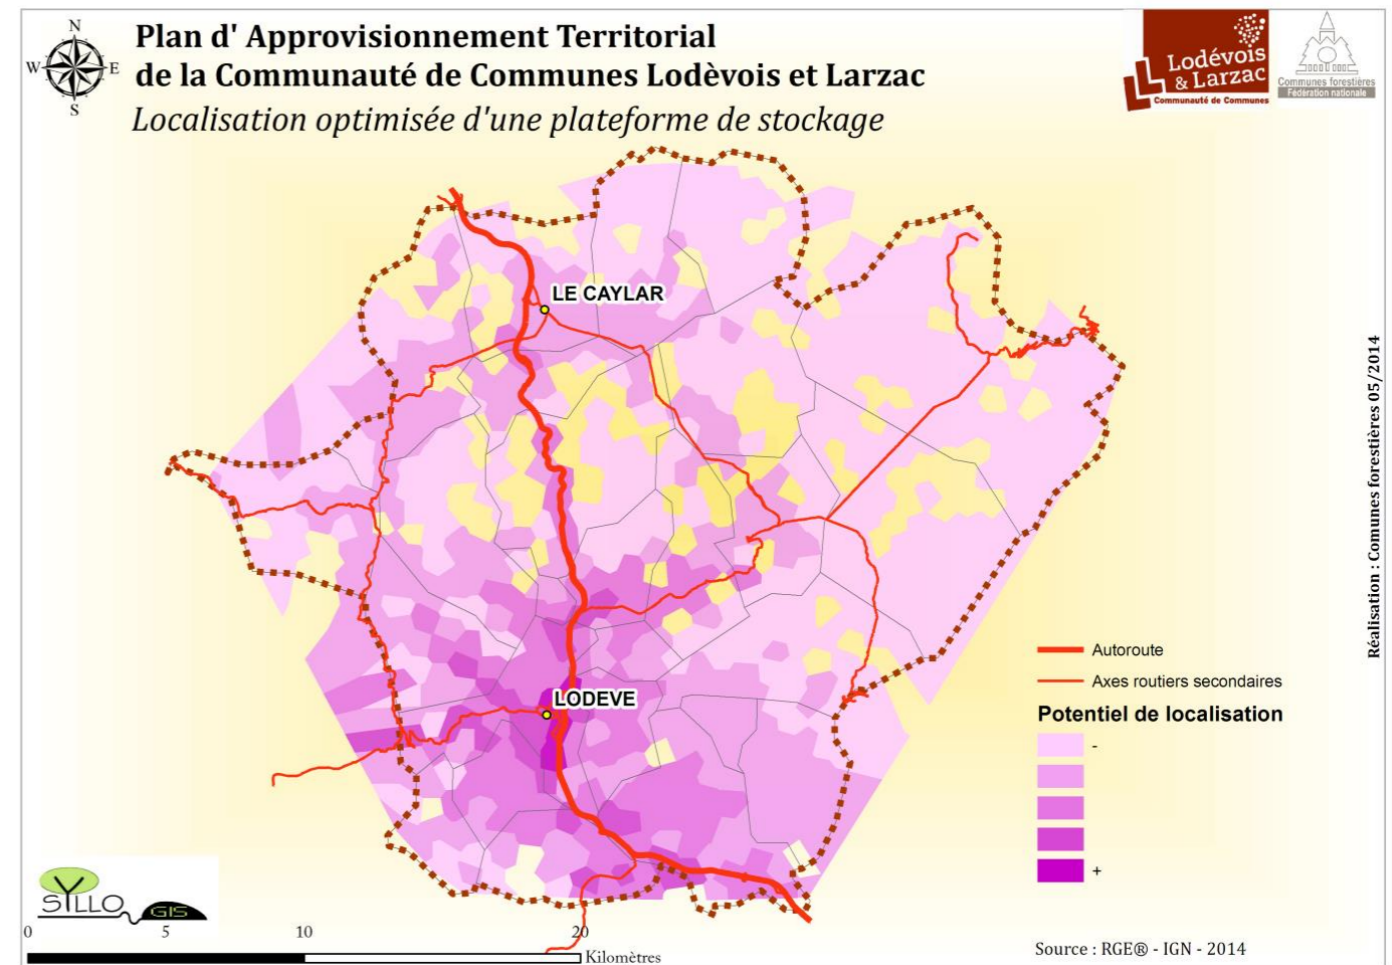 Plan d' Approvisionnement Territorial
de la Communauté de Communes Lodèvois et Larzac
Localisation optimisée d'une plateforme de stockage
N
W
E
S
Lodévois
& Larzac
Communauté de Communes
Communes forestières
Fédération nationale
LE CAYLAR
LODEVE
Réalisation : Comunes forestières 05/2014
Autoroute
Axes routiers secondaires
Potentiel de localisation
-
+
SYLLO GIS
0 5 10 20
Kilomètres
Source : RGE® - IGN - 2014